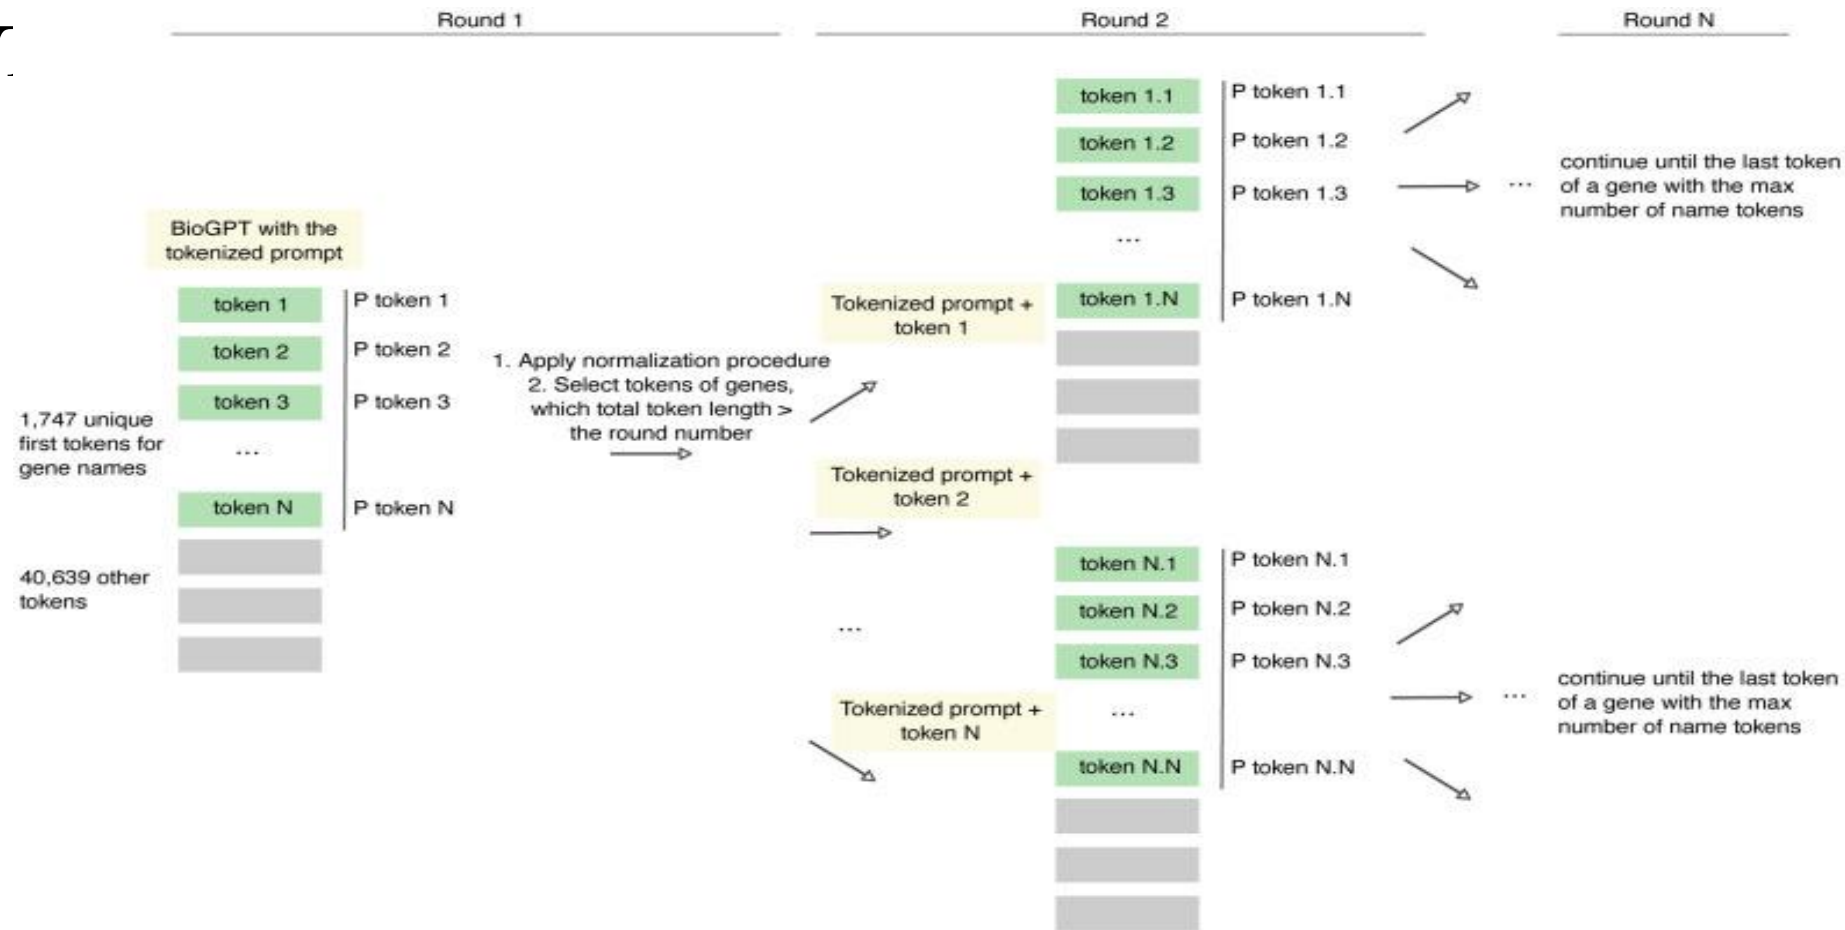 Round 1
Round 2
Round N
BioGPT with the
tokenized prompt
token 1
P token 1
token 2
P token 2
token 3
P token 3
...
token N
P token N
1,747 unique
first tokens for
gene names
40,639 other
tokens
1. Apply normalization procedure
2. Select tokens of genes,
which total token length >
the round number
Tokenized prompt +
token 1
token 1.1
P token 1.1
token 1.2
P token 1.2
token 1.3
P token 1.3
...
token 1.N
P token 1.N
...
continue until the last token
of a gene with the max
number of name tokens
Tokenized prompt +
token 2
...
Tokenized prompt +
token N
token N.1
P token N.1
token N.2
P token N.2
token N.3
P token N.3
...
token N.N
P token N.N
...
continue until the last token
of a gene with the max
number of name tokens